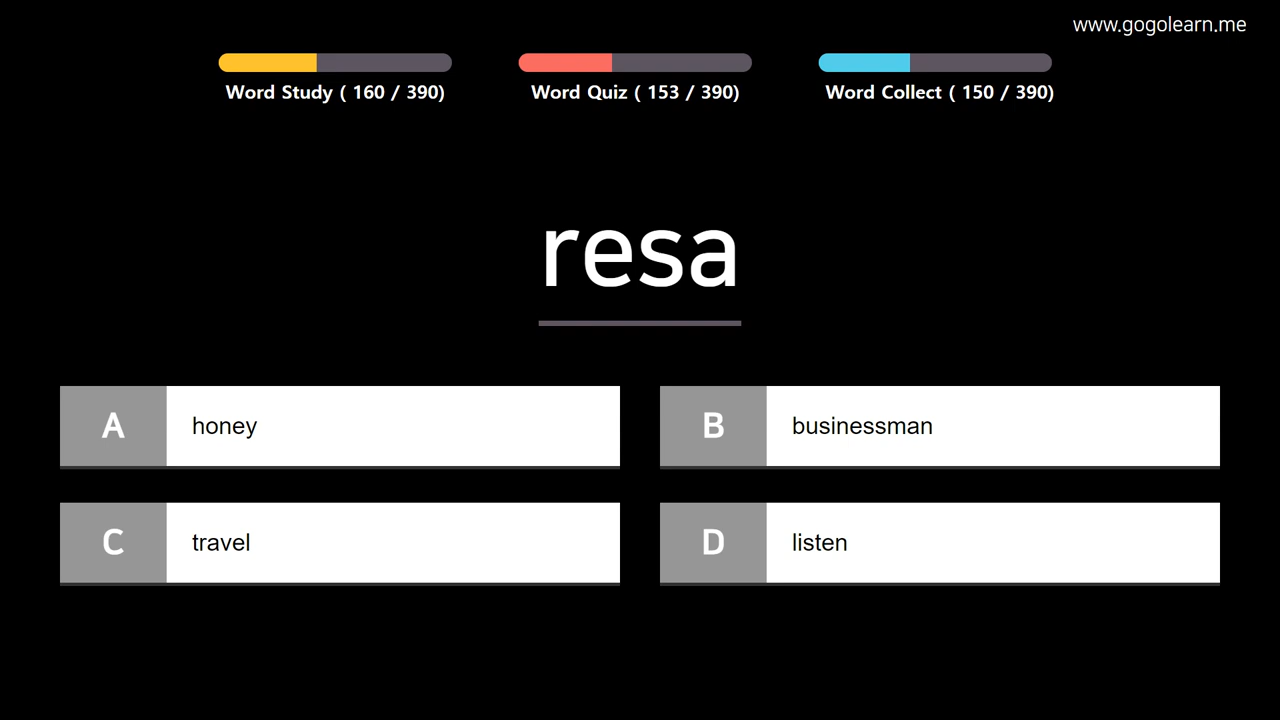 www.gogolearn.me
Word Study ( 160 / 390)
Word Quiz ( 153 / 390)
Word Collect ( 150 / 390)
resa
A honey
B businessman
C travel
D listen